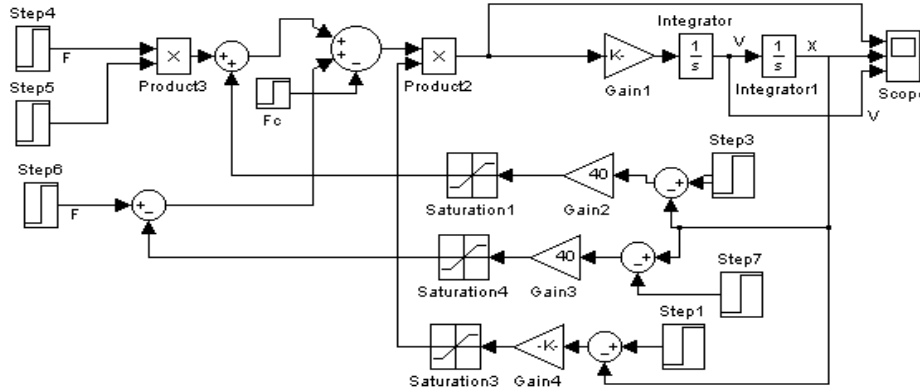 Step4
F
Step5
Product3
Fc
Product2
K-
Gain1
Integrator
1
s
V
1
s
Integrator1
X
Scope
V
Step6
F
Saturation1
40
Gain2
Step3
Saturation4
40
Gain3
Step7
Saturation3
-K-
Gain4
Step1